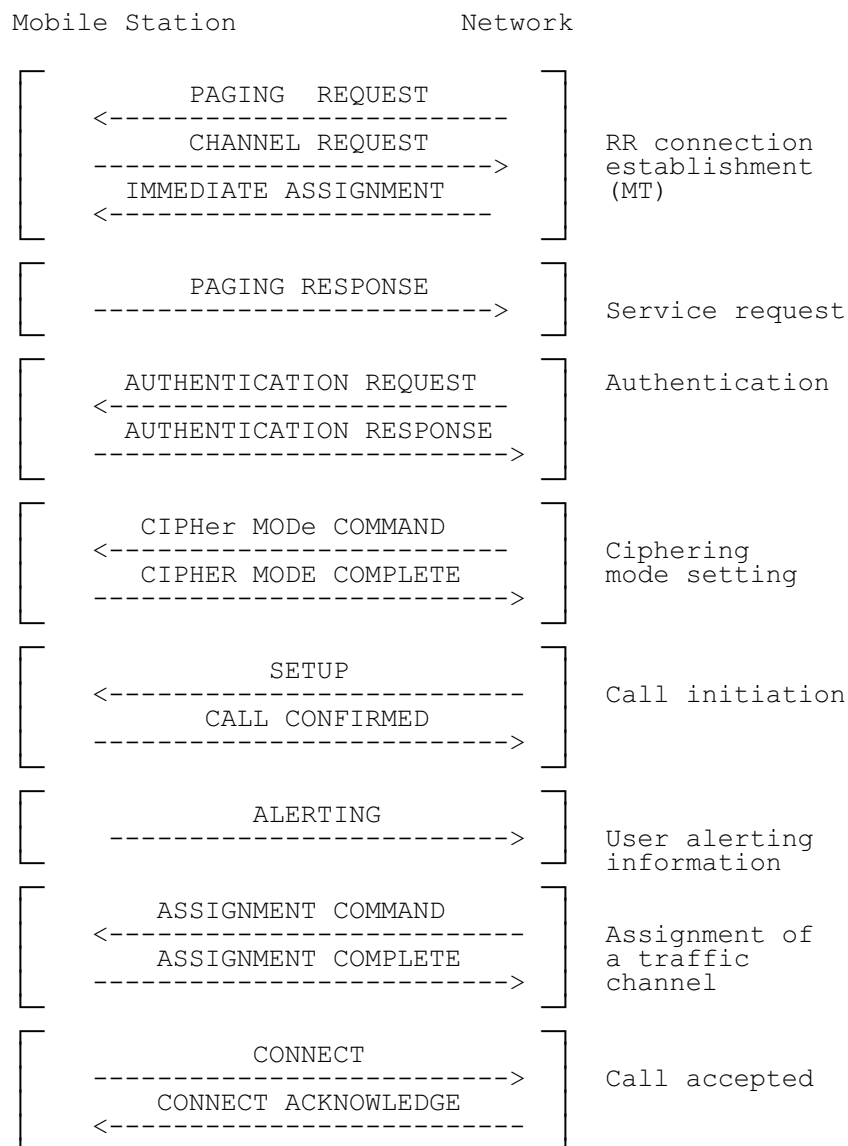 Mobile Station Network
PAGING REQUEST
<-------------------------
CHANNEL REQUEST
-------------------------> RR connection
establishment
IMMEDIATE ASSIGNMENT (MT)
<------------------------
PAGING RESPONSE
-------------------------> Service request
AUTHENTICATION REQUEST Authentication
<-------------------------
AUTHENTICATION RESPONSE
-------------------------->
CIPHer MODe COMMAND
<------------------------- Ciphering
CIPHER MODE COMPLETE mode setting
-------------------------->
SETUP
<-------------------------- Call initiation
CALL CONFIRMED
-------------------------->
ALERTING
-------------------------> User alerting
information
ASSIGNMENT COMMAND
<-------------------------- Assignment of
ASSIGNMENT COMPLETE a traffic
--------------------------> channel
CONNECT
--------------------------> Call accepted
CONNECT ACKNOWLEDGE
<--------------------------